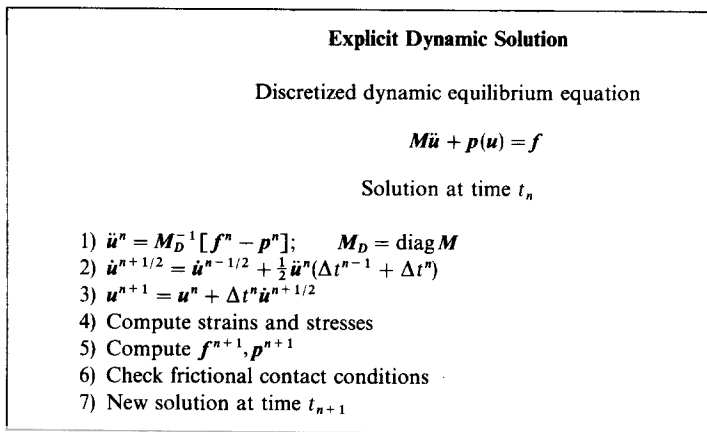 Explicit Dynamic Solution
Discretized dynamic equilibrium equation
Mü + p(u) = f
Solution at time tₙ
1) üⁿ = M_D⁻¹[fⁿ − pⁿ]; M_D = diag M
2) u̇ⁿ⁺¹ᐟ² = u̇ⁿ⁻¹ᐟ² + ½üⁿ(Δtⁿ⁻¹ + Δtⁿ)
3) uⁿ⁺¹ = uⁿ + Δtⁿu̇ⁿ⁺¹ᐟ²
4) Compute strains and stresses
5) Compute fⁿ⁺¹, pⁿ⁺¹
6) Check frictional contact conditions
7) New solution at time tₙ₊₁